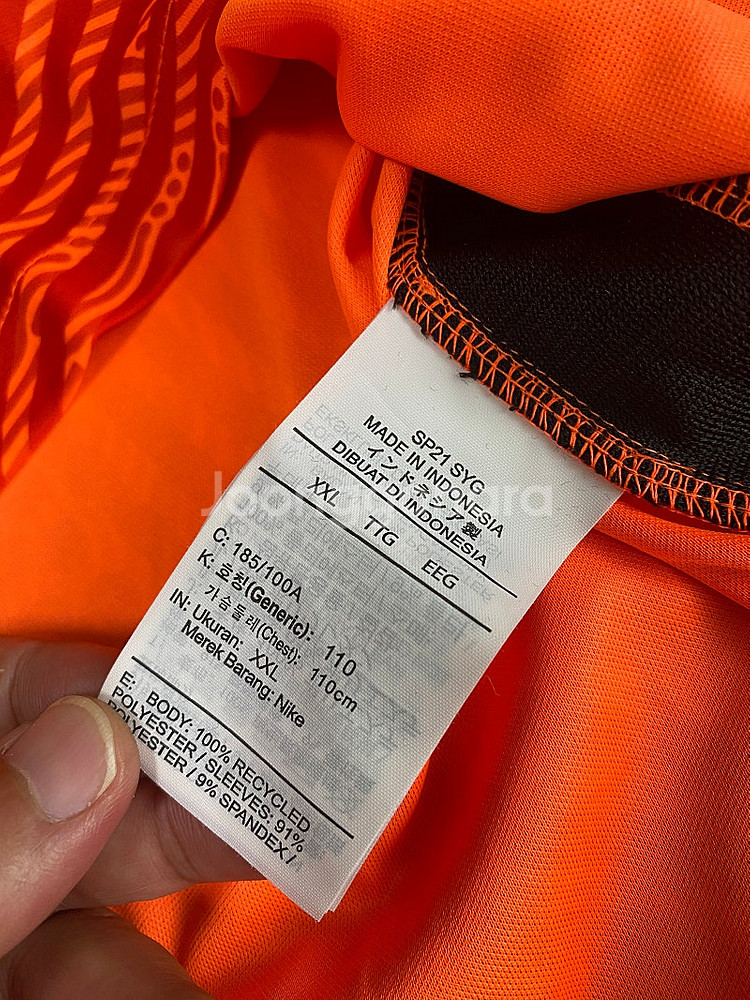 SP21 SYG
MADE IN INDONESIA
インドネシア製
DIBUAT DI INDONESIA
XXL TTG EEG
C: 185/100A
K: 호칭(Generic): 110
가슴둘레(Chest): 110cm
IN: Ukuran: XXL
Merek Barang: Nike
E: BODY: 100% RECYCLED
POLYESTER / SLEEVES: 91%
POLYESTER / 9% SPANDEX /